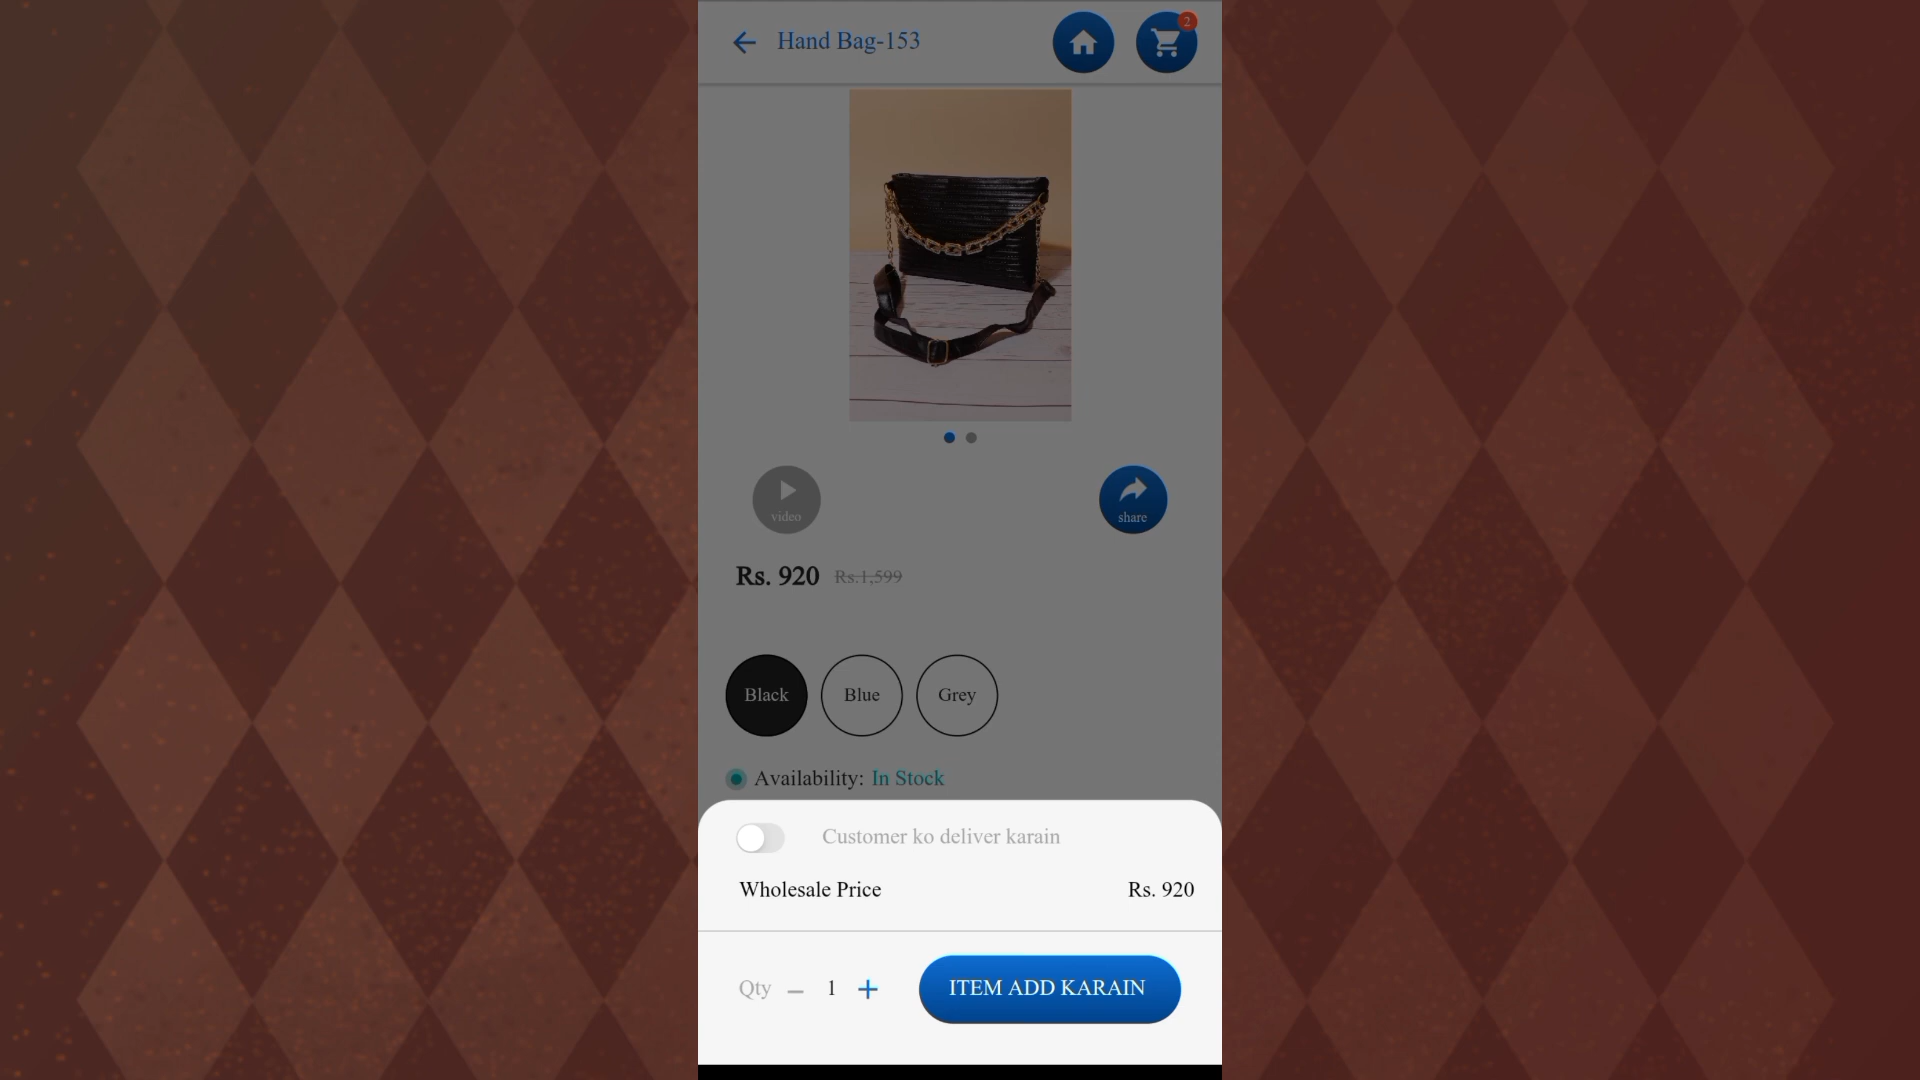 Hand Bag-153
2
video
share
Rs. 920 Rs.1,599
Black Blue Grey
Availability: In Stock
Customer ko deliver karain
Wholesale Price Rs. 920
Qty 1 ITEM ADD KARAIN